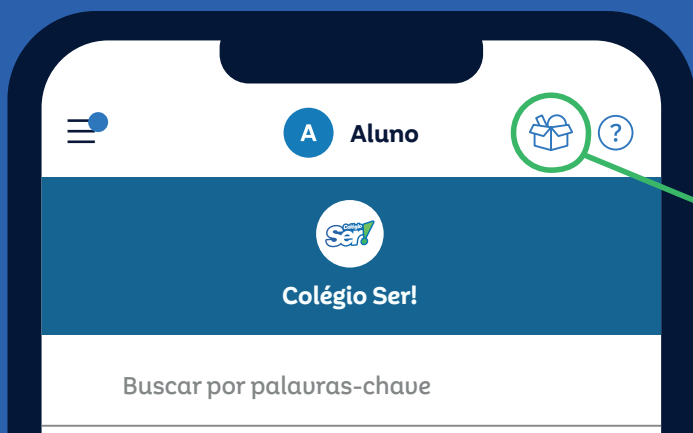 A Aluno ?
Colégio
Ser!
Colégio Ser!
Buscar por palavras-chave